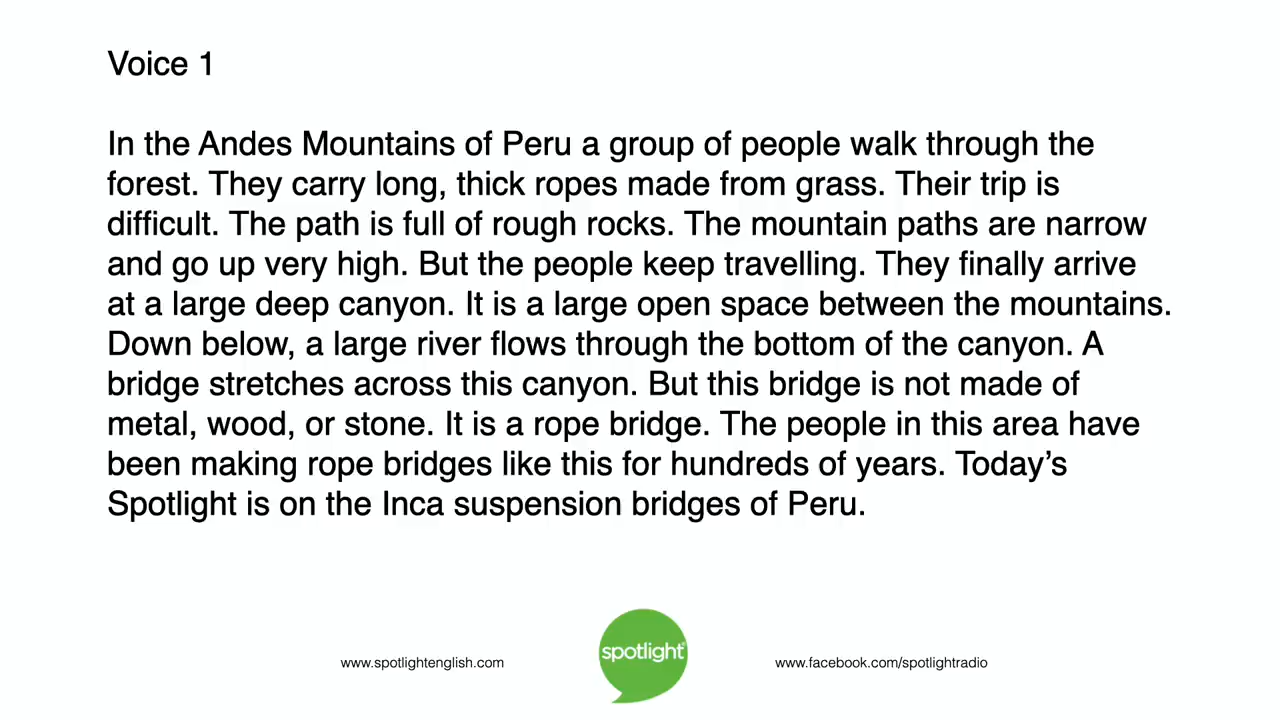 Voice 1
In the Andes Mountains of Peru a group of people walk through the
forest. They carry long, thick ropes made from grass. Their trip is
difficult. The path is full of rough rocks. The mountain paths are narrow
and go up very high. But the people keep travelling. They finally arrive
at a large deep canyon. It is a large open space between the mountains.
Down below, a large river flows through the bottom of the canyon. A
bridge stretches across this canyon. But this bridge is not made of
metal, wood, or stone. It is a rope bridge. The people in this area have
been making rope bridges like this for hundreds of years. Today’s
Spotlight is on the Inca suspension bridges of Peru.
www.spotlightenglish.com
spotlight
www.facebook.com/spotlightradio